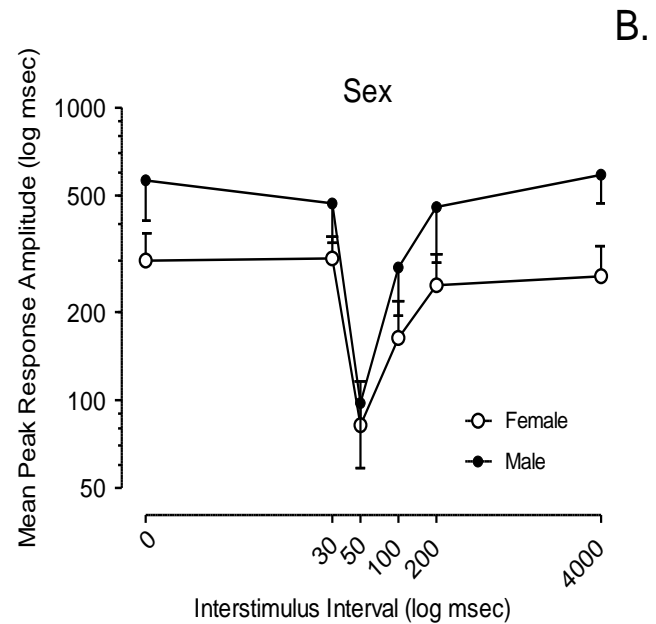 B.
Sex
Mean Peak Response Amplitude (log msec)
1000
500
200
100
50
Female
Male
0
30
50
100
200
4000
Interstimulus Interval (log msec)